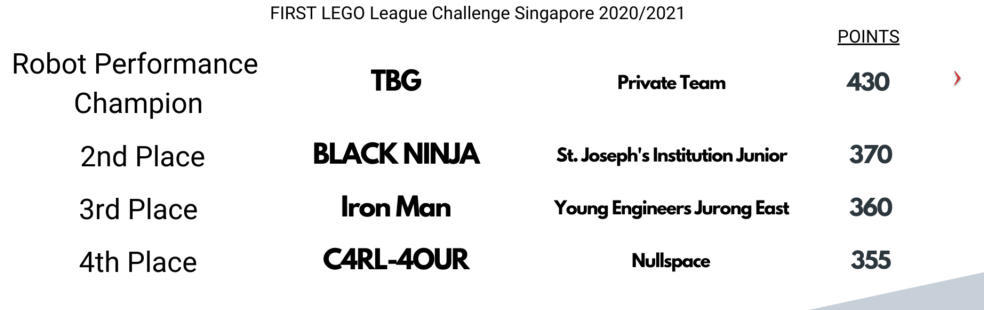 FIRST LEGO League Challenge Singapore 2020/2021
POINTS
Robot Performance Champion TBG Private Team 430
2nd Place BLACK NINJA St. Joseph's Institution Junior 370
3rd Place Iron Man Young Engineers Jurong East 360
4th Place C4RL-4OUR Nullspace 355